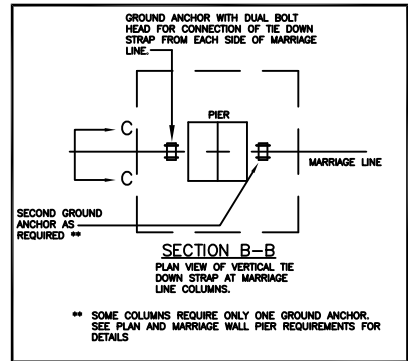 GROUND ANCHOR WITH DUAL BOLT
HEAD FOR CONNECTION OF TIE DOWN
STRAP FROM EACH SIDE OF MARRIAGE
LINE.
PIER
C
C
MARRIAGE LINE
SECOND GROUND
ANCHOR AS
REQUIRED **
SECTION B-B
PLAN VIEW OF VERTICAL TIE
DOWN STRAP AT MARRIAGE
LINE COLUMNS.
** SOME COLUMNS REQUIRE ONLY ONE GROUND ANCHOR.
SEE PLAN AND MARRIAGE WALL PIER REQUIREMENTS FOR
DETAILS